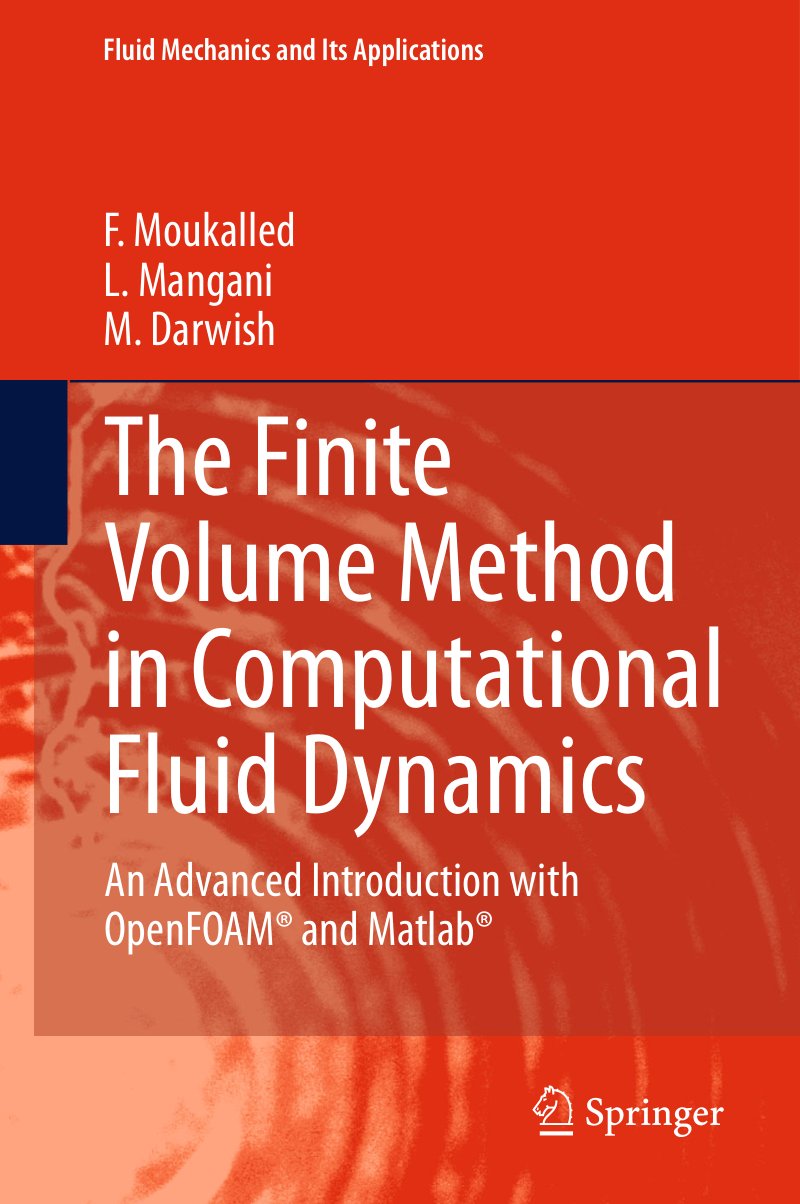 Fluid Mechanics and Its Applications
F. Moukalled
L. Mangani
M. Darwish
The Finite
Volume Method
in Computational
Fluid Dynamics
An Advanced Introduction with
OpenFOAM® and Matlab®
Springer